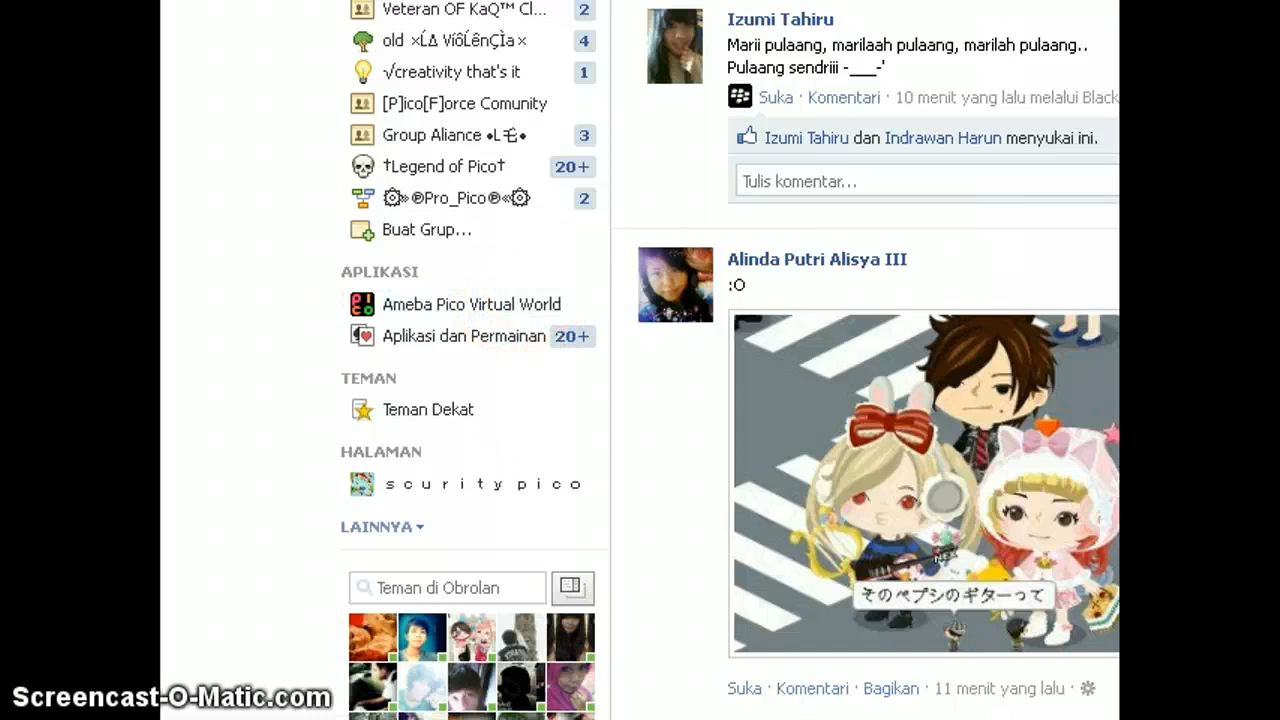 Veteran OF KaQ™ Cl... 2
old ×ĹΔ VíôĹênÇÌa× 4
√creativity that's it 1
[P]ico[F]orce Comunity
Group Aliance •L모• 3
†Legend of Pico† 20+
۞»®Pro_Pico®«۞ 2
Buat Grup...
APLIKASI
Ameba Pico Virtual World
Aplikasi dan Permainan 20+
TEMAN
Teman Dekat
HALAMAN
ｓｃｕｒｉｔｙ ｐｉｃｏ
LAINNYA
Teman di Obrolan
Izumi Tahiru
Marii pulaang, marilaah pulaang, marilah pulaang..
Pulaang sendriii -___-'
Suka · Komentari · 10 menit yang lalu melalui Black
Izumi Tahiru dan Indrawan Harun menyukai ini.
Tulis komentar...
Alinda Putri Alisya III
:O
そのペプシのギターって
Suka · Komentari · Bagikan · 11 menit yang lalu ·
Screencast-O-Matic.com